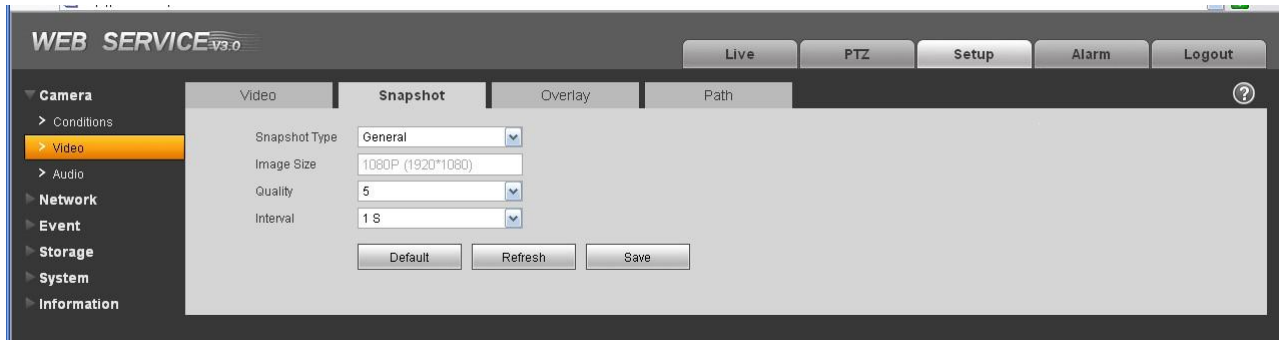 WEB SERVICE V3.0
Live PTZ Setup Alarm Logout
Camera
Conditions
Video
Audio
Network
Event
Storage
System
Information
Video Snapshot Overlay Path
?
Snapshot Type General
Image Size 1080P (1920*1080)
Quality 5
Interval 1 S
Default Refresh Save